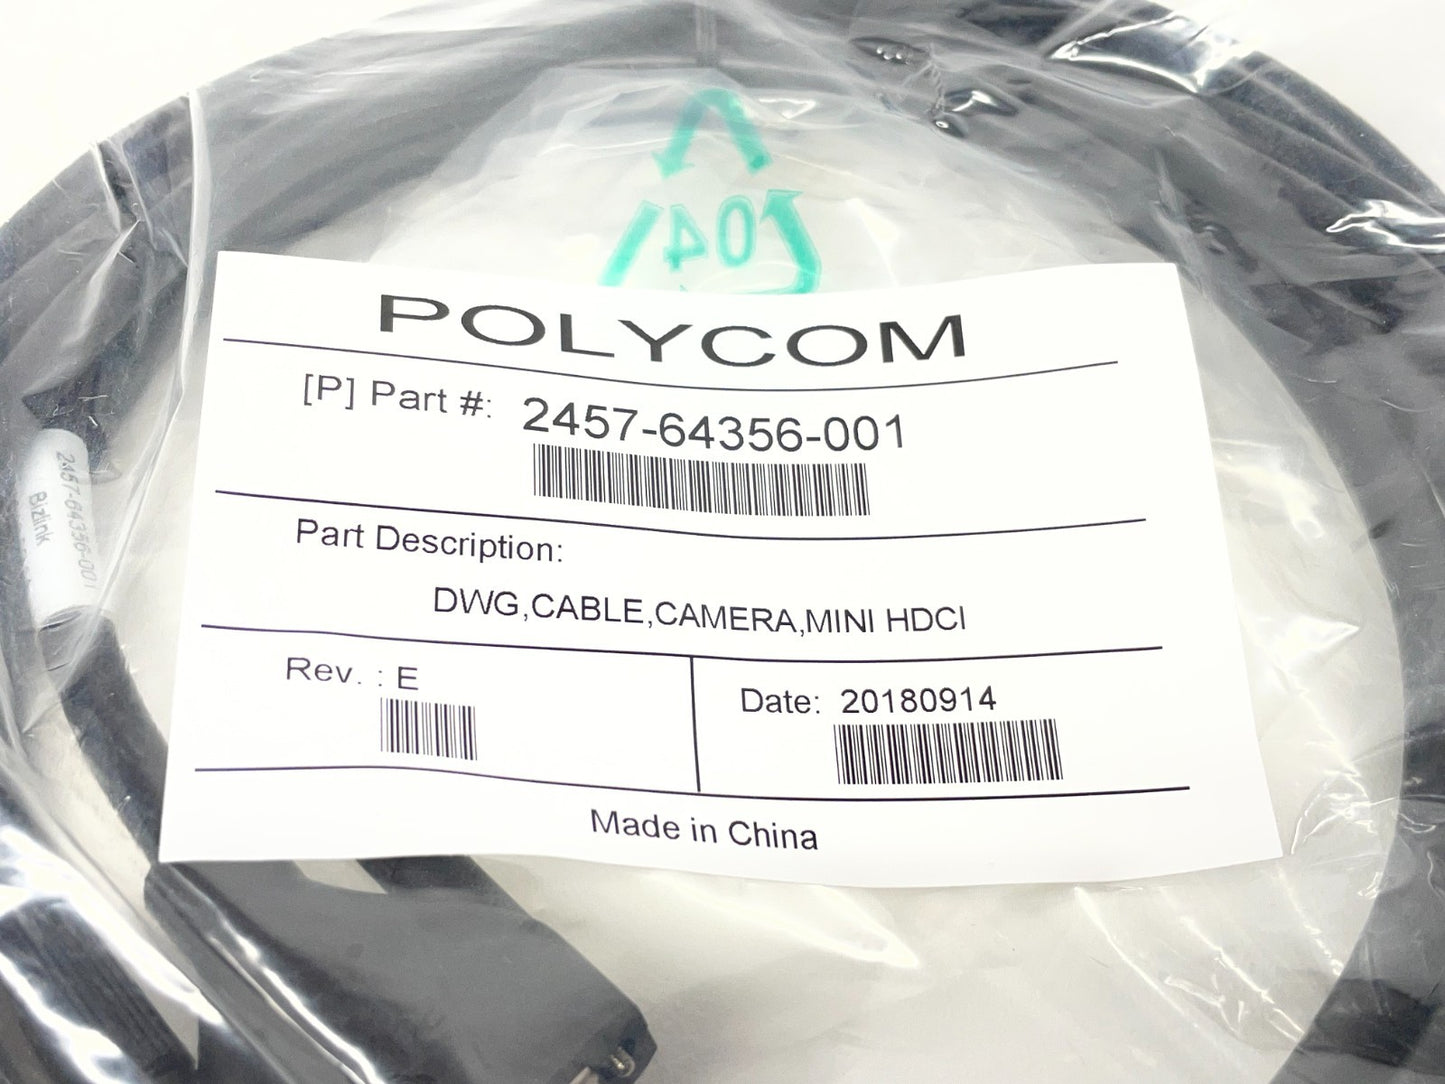 04
POLYCOM
[P] Part #: 2457-64356-001
Part Description:
DWG,CABLE,CAMERA,MINI HDCI
Rev. : E
Date: 20180914
Made in China
2457-64356-001
Bizlink